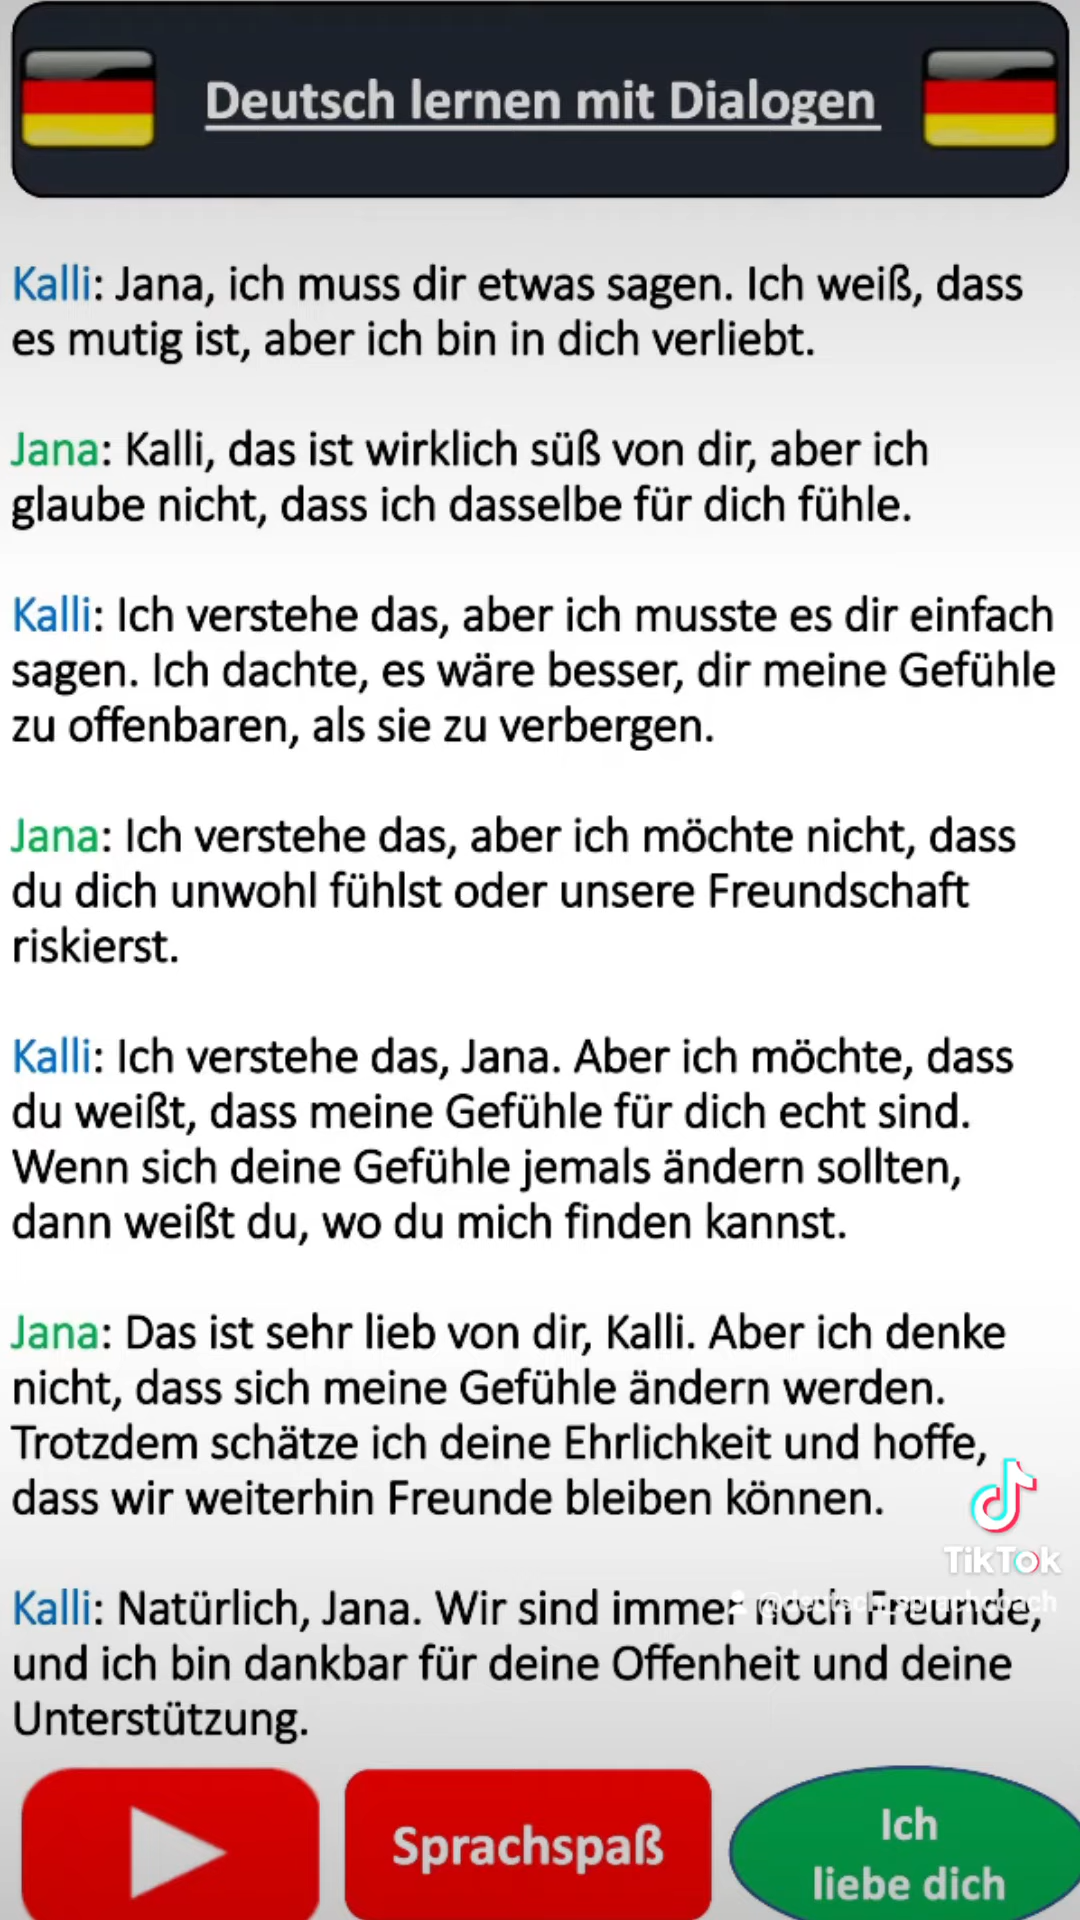 Deutsch lernen mit Dialogen
Kalli: Jana, ich muss dir etwas sagen. Ich weiß, dass
es mutig ist, aber ich bin in dich verliebt.
Jana: Kalli, das ist wirklich süß von dir, aber ich
glaube nicht, dass ich dasselbe für dich fühle.
Kalli: Ich verstehe das, aber ich musste es dir einfach
sagen. Ich dachte, es wäre besser, dir meine Gefühle
zu offenbaren, als sie zu verbergen.
Jana: Ich verstehe das, aber ich möchte nicht, dass
du dich unwohl fühlst oder unsere Freundschaft
riskierst.
Kalli: Ich verstehe das, Jana. Aber ich möchte, dass
du weißt, dass meine Gefühle für dich echt sind.
Wenn sich deine Gefühle jemals ändern sollten,
dann weißt du, wo du mich finden kannst.
Jana: Das ist sehr lieb von dir, Kalli. Aber ich denke
nicht, dass sich meine Gefühle ändern werden.
Trotzdem schätze ich deine Ehrlichkeit und hoffe,
dass wir weiterhin Freunde bleiben können.
TikTok
Kalli: Natürlich, Jana. Wir sind immer noch Freunde,
und ich bin dankbar für deine Offenheit und deine
Unterstützung.
Sprachspaß
Ich
liebe dich